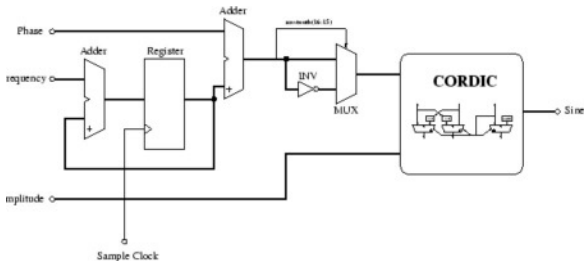 Adder
Phase
Adder
Register
requency
INV
CORDIC
MUX
Sine
mplitude
Sample Clock